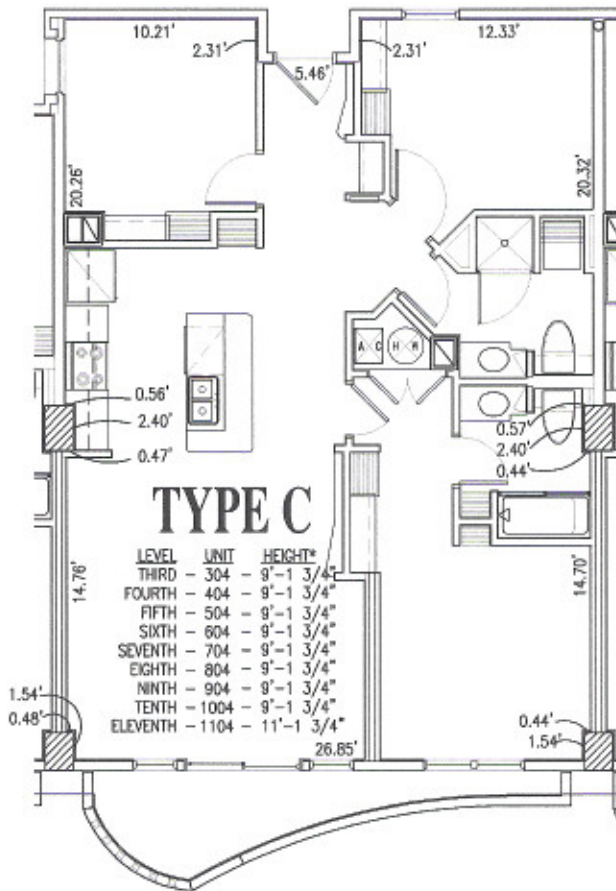 10.21'
12.33'
2.31'
2.31'
5.46'
20.26'
20.32'
A C
H W
0.56'
2.40'
0.47'
0.57'
2.40'
0.44'
TYPE C
LEVEL UNIT HEIGHT*
THIRD - 304 - 9'-1 3/4"
FOURTH - 404 - 9'-1 3/4"
FIFTH - 504 - 9'-1 3/4"
SIXTH - 604 - 9'-1 3/4"
SEVENTH - 704 - 9'-1 3/4"
EIGHTH - 804 - 9'-1 3/4"
NINTH - 904 - 9'-1 3/4"
TENTH - 1004 - 9'-1 3/4"
ELEVENTH - 1104 - 11'-1 3/4"
14.76'
14.70'
1.54'
0.48'
0.44'
1.54'
26.85'